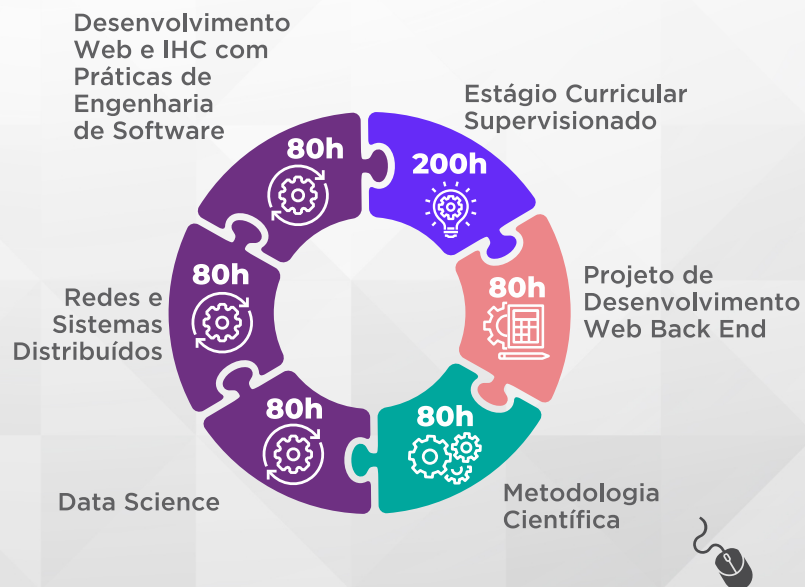 Desenvolvimento
Web e IHC com
Práticas de
Engenharia
de Software
80h
Estágio Curricular
Supervisionado
200h
Projeto de
Desenvolvimento
Web Back End
80h
Metodologia
Científica
80h
Data Science
80h
Redes e
Sistemas
Distribuídos
80h